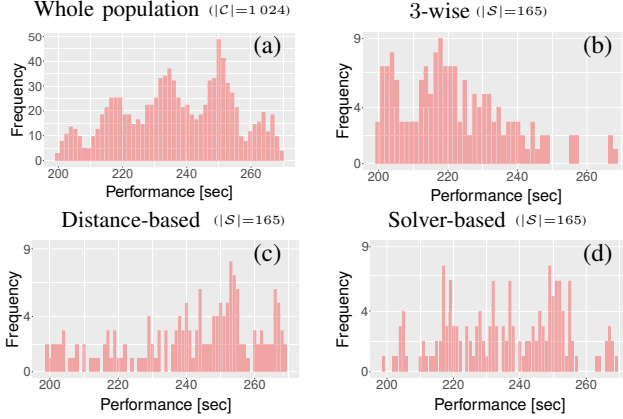 Whole population (|C|=1 024)
3-wise (|S|=165)
(a)
50
40
30
20
10
0
Frequency
200 220 240 260
Performance [sec]
(b)
9
4
0
Frequency
200 220 240 260
Performance [sec]
Distance-based (|S|=165)
Solver-based (|S|=165)
(c)
9
4
0
Frequency
200 220 240 260
Performance [sec]
(d)
9
4
0
Frequency
200 220 240 260
Performance [sec]